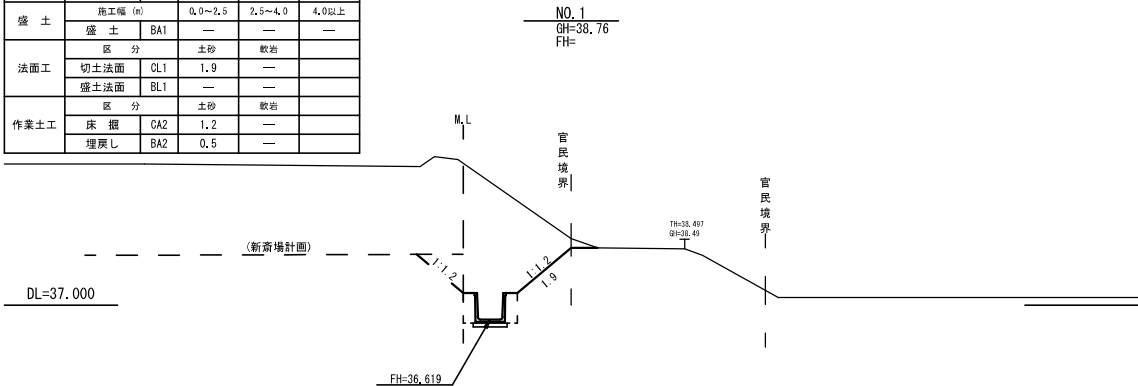 盛 土 施工幅 (m) 0.0~2.5 2.5~4.0 4.0以上
盛 土 BA1 — — —
法面工 区 分 土砂 軟岩
切土法面 CL1 1.9 —
盛土法面 BL1 — —
作業土工 区 分 土砂 軟岩
床 掘 CA2 1.2 —
埋戻し BA2 0.5 —
NO.1
GH=38.76
FH=
M.L
官民境界
官民境界
TH=38.497
GH=38.49
(新斎場計画)
1:1.2
1:1.2
1.9
DL=37.000
FH=36.619